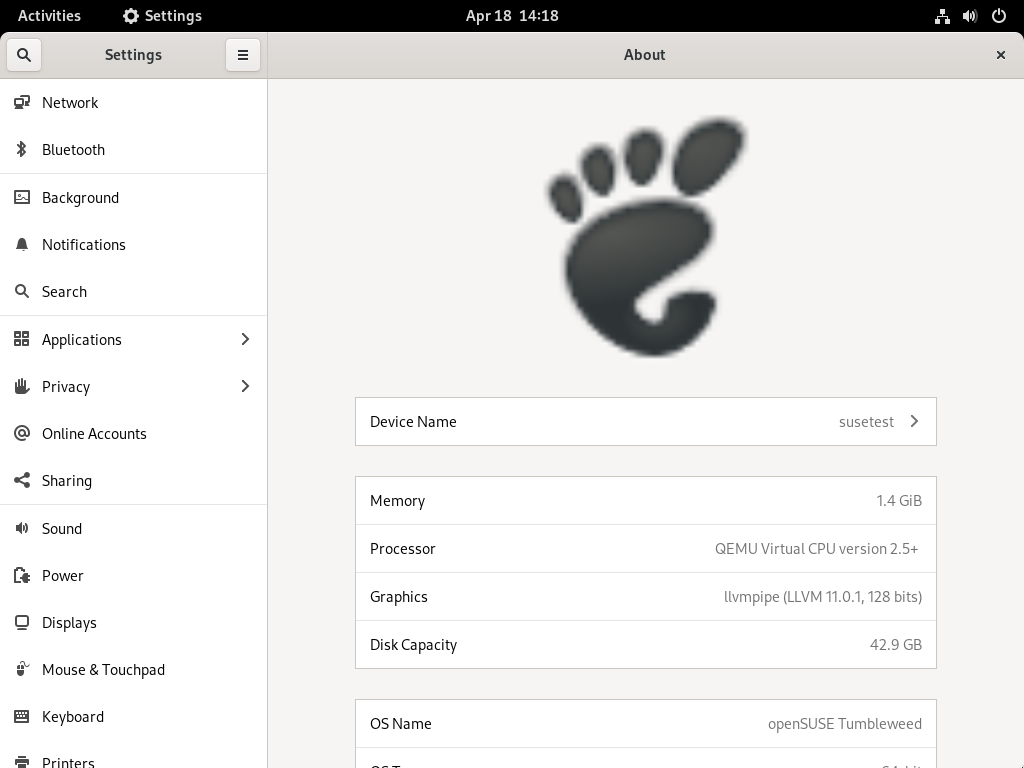 Activities Settings Apr 18 14:18
Settings About
Network
Bluetooth
Background
Notifications
Search
Applications
Privacy
Online Accounts
Sharing
Sound
Power
Displays
Mouse & Touchpad
Keyboard
Printers
Device Name susetest
Memory 1.4 GiB
Processor QEMU Virtual CPU version 2.5+
Graphics llvmpipe (LLVM 11.0.1, 128 bits)
Disk Capacity 42.9 GB
OS Name openSUSE Tumbleweed